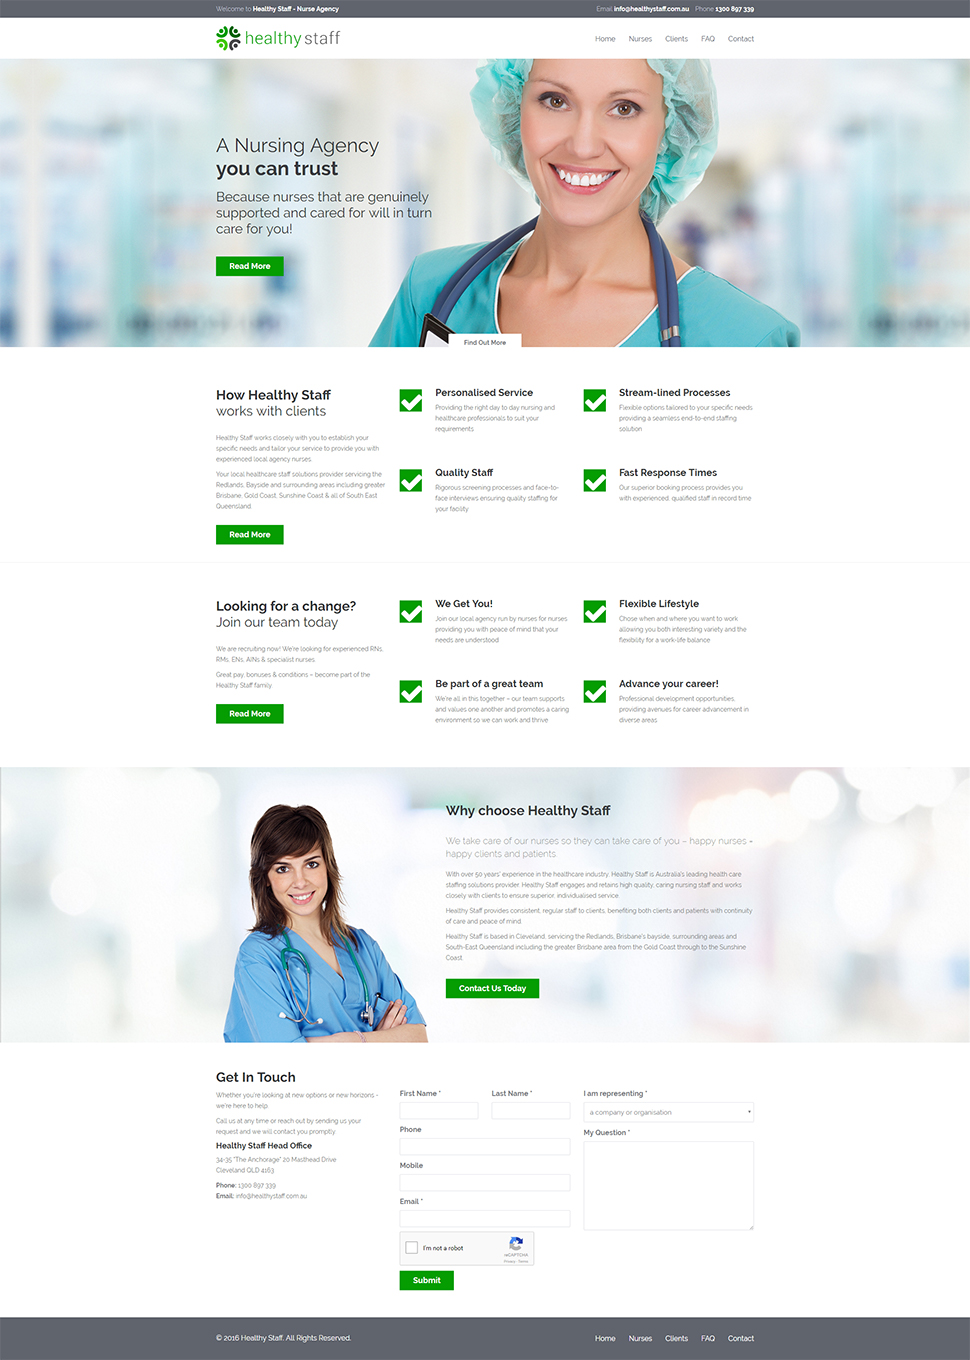 Welcome to Healthy Staff - Nurse Agency
Email info@healthystaff.com.au Phone 1300 897 339
healthy staff
Home Nurses Clients FAQ Contact
A Nursing Agency
you can trust
Because nurses that are genuinely
supported and cared for will in turn
care for you!
Read More
Find Out More
How Healthy Staff
works with clients
Healthy Staff works closely with you to establish your
specific needs and tailor your service to provide you with
experienced local agency nurses.
Your local healthcare staff solutions provider servicing the
Redlands, Bayside and surrounding areas including greater
Brisbane, Gold Coast, Sunshine Coast & all of South East
Queensland
Read More
Personalised Service
Providing the right day to day nursing and
healthcare professionals to suit your
requirements
Stream-lined Processes
Flexible options tailored to your specific needs
providing a seamless end-to-end staffing
solution
Quality Staff
Rigorous screening processes and face-to-
face interviews ensuring quality staffing for
your facility
Fast Response Times
Our superior booking process provides you
with experienced, qualified staff in record time
Looking for a change?
Join our team today
We are recruiting now! We're looking for experienced RNs,
RMs, ENs, AINs & specialist nurses.
Great pay, bonuses & conditions – become part of the
Healthy Staff family.
Read More
We Get You!
Join our local agency run by nurses for nurses
providing you with peace of mind that your
needs are understood
Flexible Lifestyle
Chose when and where you want to work
allowing you both interesting variety and the
flexibility for a work-life balance
Be part of a great team
We're all in this together – our team supports
and values one another and promotes a caring
environment so we can work and thrive
Advance your career!
Professional development opportunities,
providing avenues for career advancement in
diverse areas
Why choose Healthy Staff
We take care of our nurses so they can take care of you – happy nurses =
happy clients and patients
With over 50 years' experience in the healthcare industry, Healthy Staff is Australia's leading health care
staffing solutions provider. Healthy Staff engages and retains high quality, caring nursing staff and works
closely with clients to ensure superior, individualised service.
Healthy Staff provides consistent, regular staff to clients, benefiting both clients and patients with continuity
of care and peace of mind.
Healthy Staff is based in Cleveland, servicing the Redlands, Brisbane's bayside, surrounding areas and
South-East Queensland including the greater Brisbane area from the Gold Coast through to the Sunshine
Coast.
Contact Us Today
Get In Touch
Whether you're looking at new options or new horizons -
we're here to help.
Call us at any time or reach out by sending us your
request and we will contact you promptly.
Healthy Staff Head Office
34-35 "The Anchorage" 20 Masthead Drive
Cleveland QLD 4163
Phone: 1300 897 339
Email: info@healthystaff.com.au
First Name *
Last Name *
Phone
Mobile
Email *
I'm not a robot
reCAPTCHA
Privacy - Terms
Submit
I am representing *
a company or organisation
My Question *
© 2016 Healthy Staff. All Rights Reserved.
Home Nurses Clients FAQ Contact